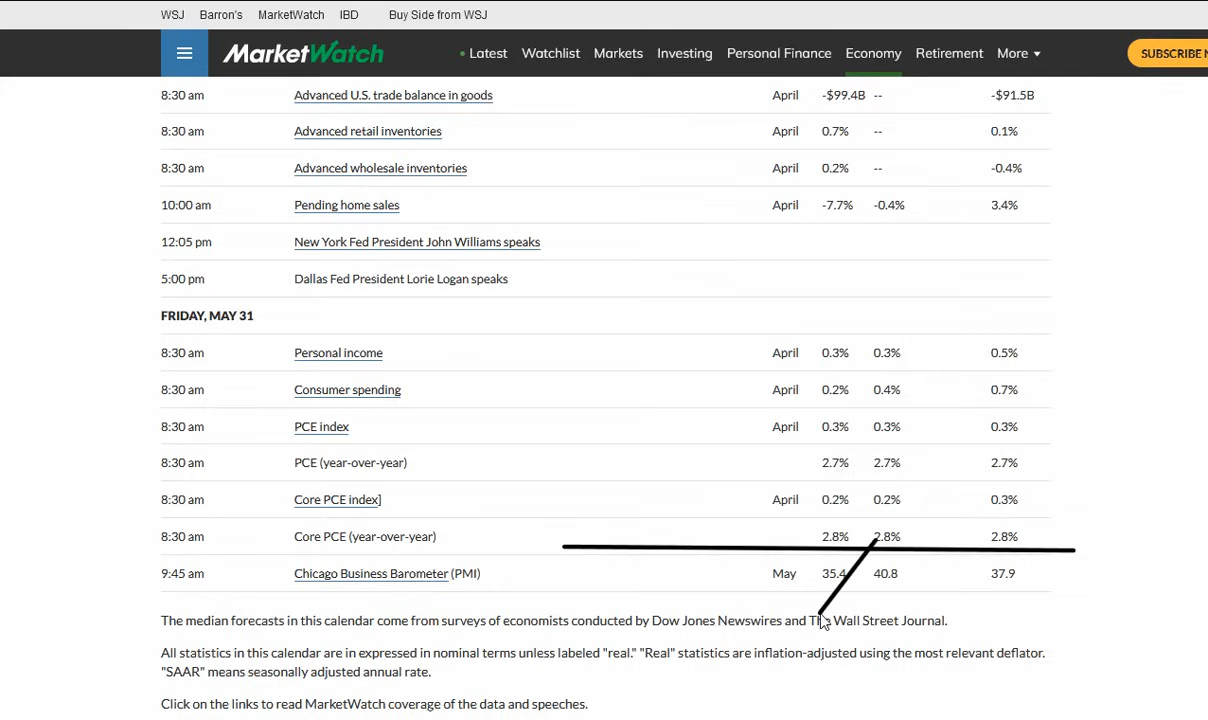 WSJ Barron's MarketWatch IBD Buy Side from WSJ
MarketWatch • Latest Watchlist Markets Investing Personal Finance Economy Retirement More SUBSCRIBE
8:30 am Advanced U.S. trade balance in goods April -$99.4B -- -$91.5B
8:30 am Advanced retail inventories April 0.7% -- 0.1%
8:30 am Advanced wholesale inventories April 0.2% -- -0.4%
10:00 am Pending home sales April -7.7% -0.4% 3.4%
12:05 pm New York Fed President John Williams speaks
5:00 pm Dallas Fed President Lorie Logan speaks
FRIDAY, MAY 31
8:30 am Personal income April 0.3% 0.3% 0.5%
8:30 am Consumer spending April 0.2% 0.4% 0.7%
8:30 am PCE index April 0.3% 0.3% 0.3%
8:30 am PCE (year-over-year) 2.7% 2.7% 2.7%
8:30 am Core PCE index] April 0.2% 0.2% 0.3%
8:30 am Core PCE (year-over-year) 2.8% 2.8% 2.8%
9:45 am Chicago Business Barometer (PMI) May 35.4 40.8 37.9
The median forecasts in this calendar come from surveys of economists conducted by Dow Jones Newswires and The Wall Street Journal.
All statistics in this calendar are in expressed in nominal terms unless labeled "real." "Real" statistics are inflation-adjusted using the most relevant deflator.
"SAAR" means seasonally adjusted annual rate.
Click on the links to read MarketWatch coverage of the data and speeches.